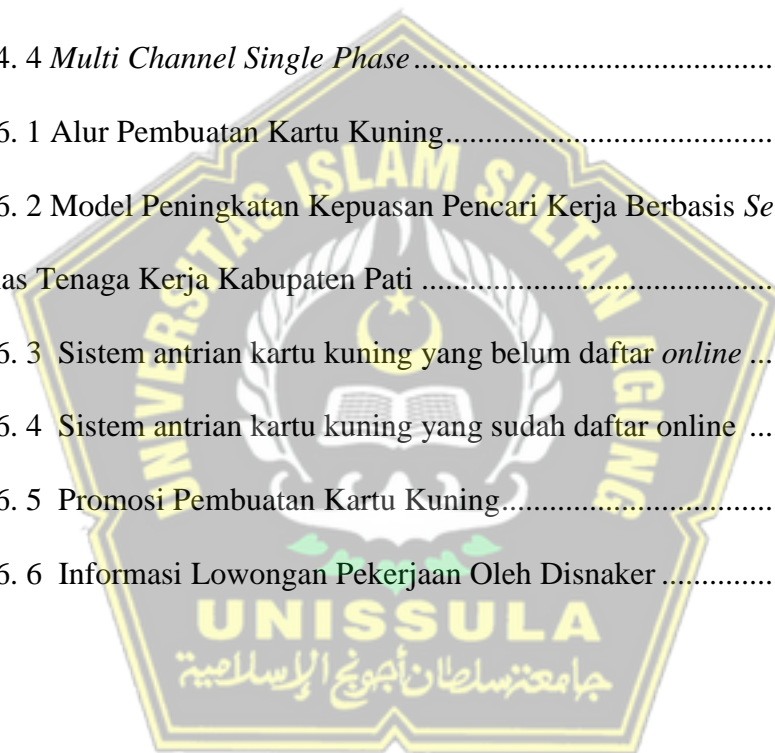 4. 4 Multi Channel Single Phase.......................................
6. 1 Alur Pembuatan Kartu Kuning...................................
6. 2 Model Peningkatan Kepuasan Pencari Kerja Berbasis Se
as Tenaga Kerja Kabupaten Pati ......................................
6. 3 Sistem antrian kartu kuning yang belum daftar online ...
6. 4 Sistem antrian kartu kuning yang sudah daftar online ...
6. 5 Promosi Pembuatan Kartu Kuning............................
6. 6 Informasi Lowongan Pekerjaan Oleh Disnaker .............
UNIVERSITAS ISLAM SULTAN AGUNG
UNISSULA
جامعة سلطان أجونج الإسلامية